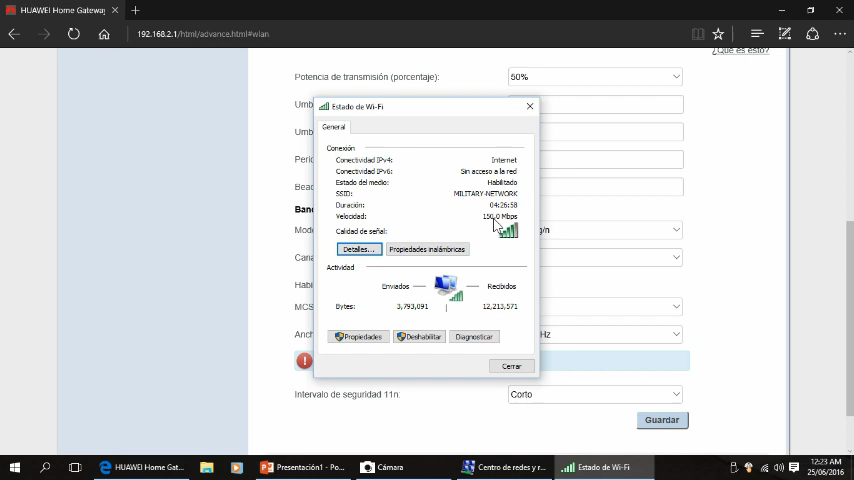 HUAWEI Home Gateway
192.168.2.1/html/advance.html#wlan
¿Qué es esto?
Potencia de transmisión (porcentaje): 50%
Estado de Wi-Fi
General
Conexión
Conectividad IPv4: Internet
Conectividad IPv6: Sin acceso a la red
Estado del medio: Habilitado
SSID: MILITARY-NETWORK
Duración: 04:26:58
Velocidad: 150.0 Mbps
Calidad de señal:
Detalles... Propiedades inalámbricas
Actividad
Enviados Recibidos
Bytes: 3,793,091 12,213,571
Propiedades Deshabilitar Diagnosticar
Cerrar
Intervalo de seguridad 11n: Corto
Guardar
HUAWEI Home Gat... Presentación1 - Po... Cámara Centro de redes y r... Estado de Wi-Fi
12:23 AM
25/06/2016